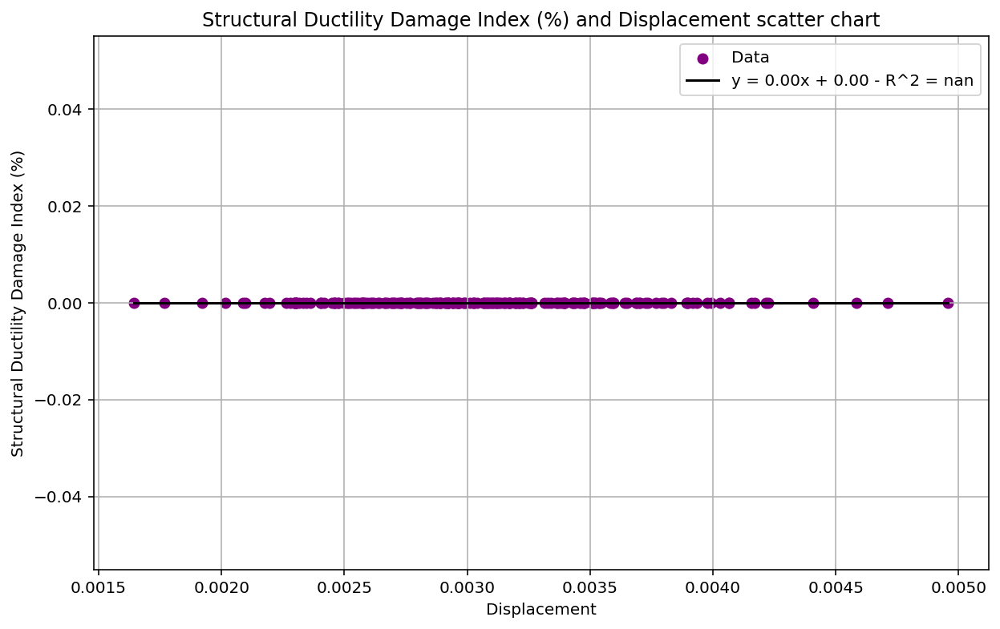 Structural Ductility Damage Index (%) and Displacement scatter chart
Data
y = 0.00x + 0.00 - R^2 = nan
Structural Ductility Damage Index (%)
0.04
0.02
0.00
−0.02
−0.04
0.0015 0.0020 0.0025 0.0030 0.0035 0.0040 0.0045 0.0050
Displacement